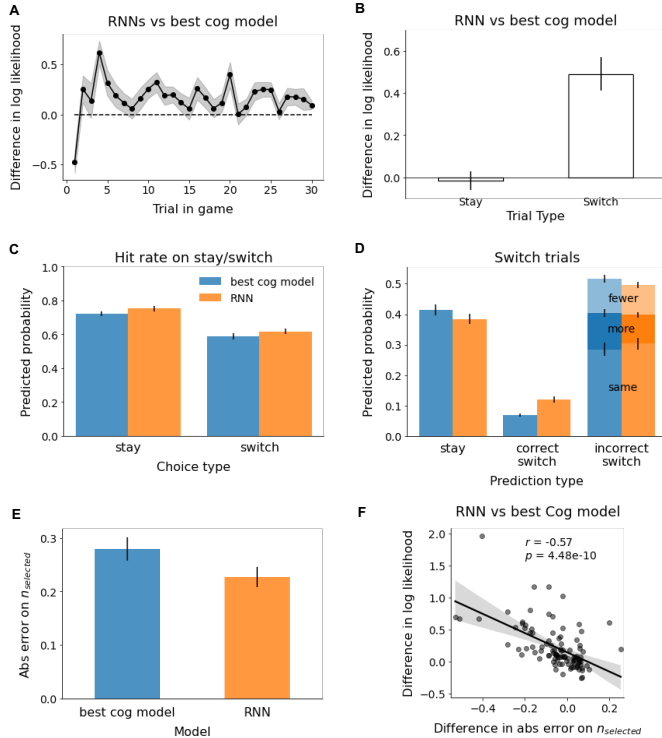 A
RNNs vs best cog model
Difference in log likelihood
0.5
0.0
−0.5
0
5
10
15
20
25
30
Trial in game
B
RNN vs best cog model
Difference in log likelihood
0.6
0.4
0.2
0.0
Stay
Switch
Trial Type
C
Hit rate on stay/switch
Predicted probability
1.0
0.8
0.6
0.4
0.2
0.0
best cog model
RNN
stay
switch
Choice type
D
Switch trials
Predicted probability
0.5
0.4
0.3
0.2
0.1
0.0
fewer
more
same
stay
correct
switch
incorrect
switch
Prediction type
E
Abs error on nselected
0.3
0.2
0.1
0.0
best cog model
RNN
Model
F
RNN vs best Cog model
Difference in log likelihood
2.0
1.5
1.0
0.5
0.0
−0.5
r = -0.57
p = 4.48e-10
−0.4
−0.2
0.0
0.2
Difference in abs error on nselected